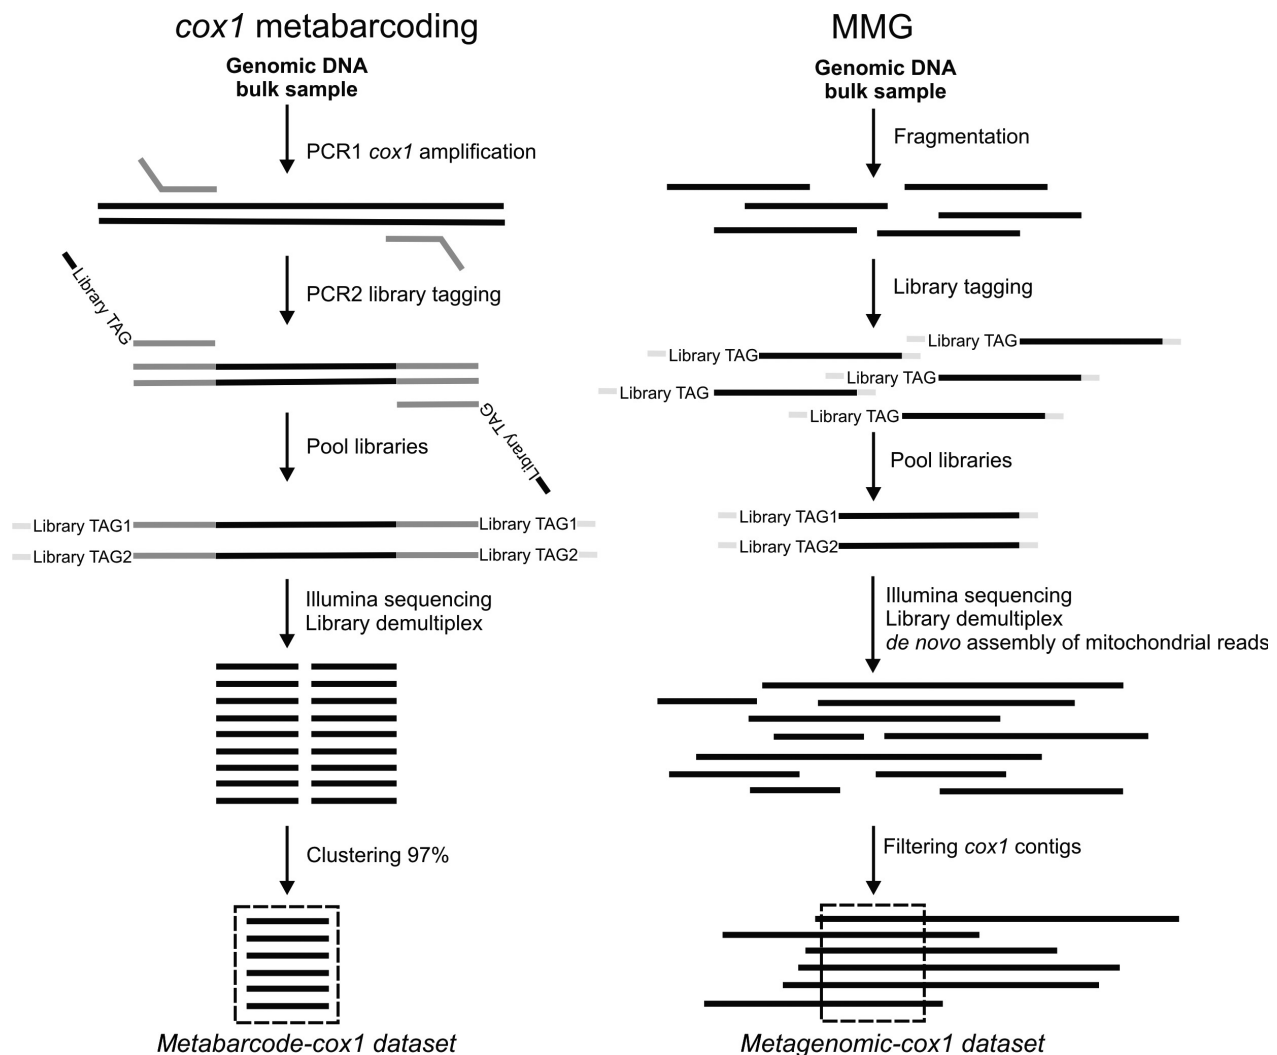 cox1 metabarcoding
Genomic DNA
bulk sample
PCR1 cox1 amplification
Library TAG
PCR2 library tagging
Library TAG
Pool libraries
Library TAG1 Library TAG1
Library TAG2 Library TAG2
Illumina sequencing
Library demultiplex
Clustering 97%
Metabarcode-cox1 dataset
MMG
Genomic DNA
bulk sample
Fragmentation
Library tagging
Library TAG
Library TAG
Library TAG
Library TAG
Library TAG
Pool libraries
Library TAG1
Library TAG2
Illumina sequencing
Library demultiplex
de novo assembly of mitochondrial reads
Filtering cox1 contigs
Metagenomic-cox1 dataset